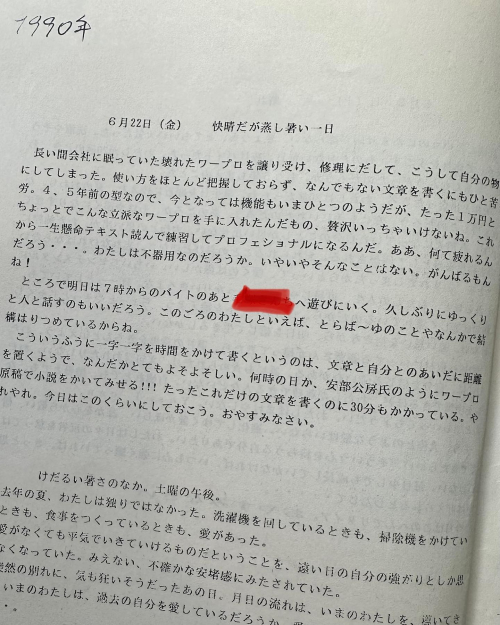 1990年
6月22日（金）　快晴だが蒸し暑い一日
長い間会社に眠っていた壊れたワープロを譲り受け、修理にだして、こうして自分の物
にしてしまった。使い方をほとんど把握しておらず、なんでもない文章を書くにもひと苦
労。４、５年前の型なので、今となっては機能もいまひとつのようだが、たった１万円と
ちょっとでこんな立派なワープロを手に入れたんだもの、贅沢いっちゃいけないね。これ
から一生懸命テキスト読んで練習してプロフェショナルになるんだ。ああ、何て疲れるん
だろう・・・。わたしは不器用なのだろうか。いやいやそんなことはない。がんばるもん
ね！
ところで明日は７時からのバイトのあと
へ遊びにいく。久しぶりにゆっくり
と人と話すのもいいだろう。このごろのわたしといえば、とらば〜ゆのことやなんかで結
構はりつめているからね。
こういうふうに一字一字を時間をかけて書くというのは、文章と自分とのあいだに距離
を置くようで、なんだかとてもよそよそしい。何時の日か、安部公房氏のようにワープロ
原稿で小説をかいてみせる!!! たったこれだけの文章を書くのに30分もかかっている。や
れやれ。今日はこのくらいにしておこう。おやすみなさい。
けだるい暑さのなか。土曜の午後。
去年の夏、わたしは独りではなかった。洗濯機を回しているときも、掃除機をかけてい
ときも、食事をつくっているときも、愛があった。
愛がなくても平気でいきていけるものだということを、遠い日の自分の強がりとしか思
なくなっていた。みえない、不確かな安堵感にみたされていた。
然の別れに、気も狂いそうだったあの日。月日の流れは、いまのわたしを、遠いてき
いまのわたしは、過去の自分を愛しているだろうか。